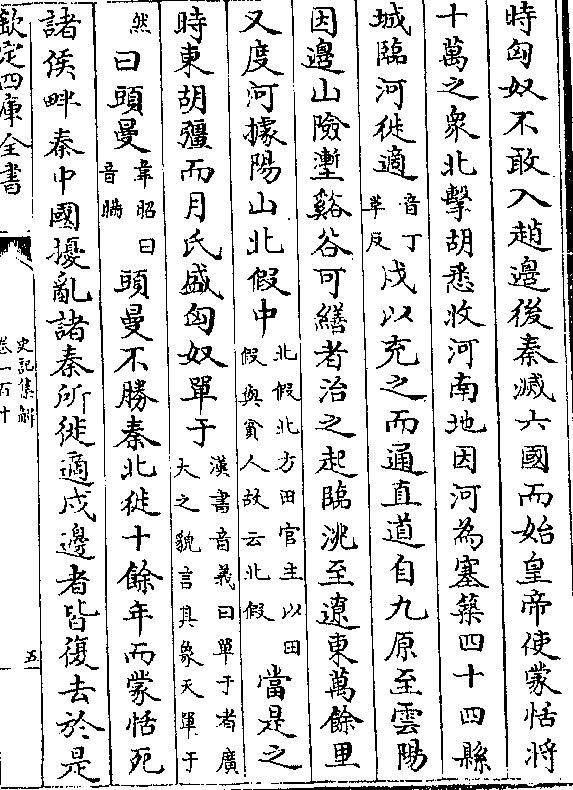 時匈奴不敢入趙邊後秦滅六國而始皇帝使蒙恬將
十萬之衆北擊胡悉收河南地因河為塞築四十四縣
城臨河徙適音丁革反戍以充之而通直道自九原至雲陽
因邊山險壍谿谷可繕者治之起臨洮至遼東萬餘里
又度河據陽山北假中北假北方田官主以田假與貧人故云北假當是之
時東胡彊而月氏盛匈奴單于漢書音義曰單于者廣大之貌言其象天單于
然曰頭曼韋昭曰音瞞頭曼不勝秦北徙十餘年而蒙恬死
諸侯畔秦中國擾亂諸秦所徙適戍邊者皆復去於是
欽定四庫全書
史記集解
卷一百十
五